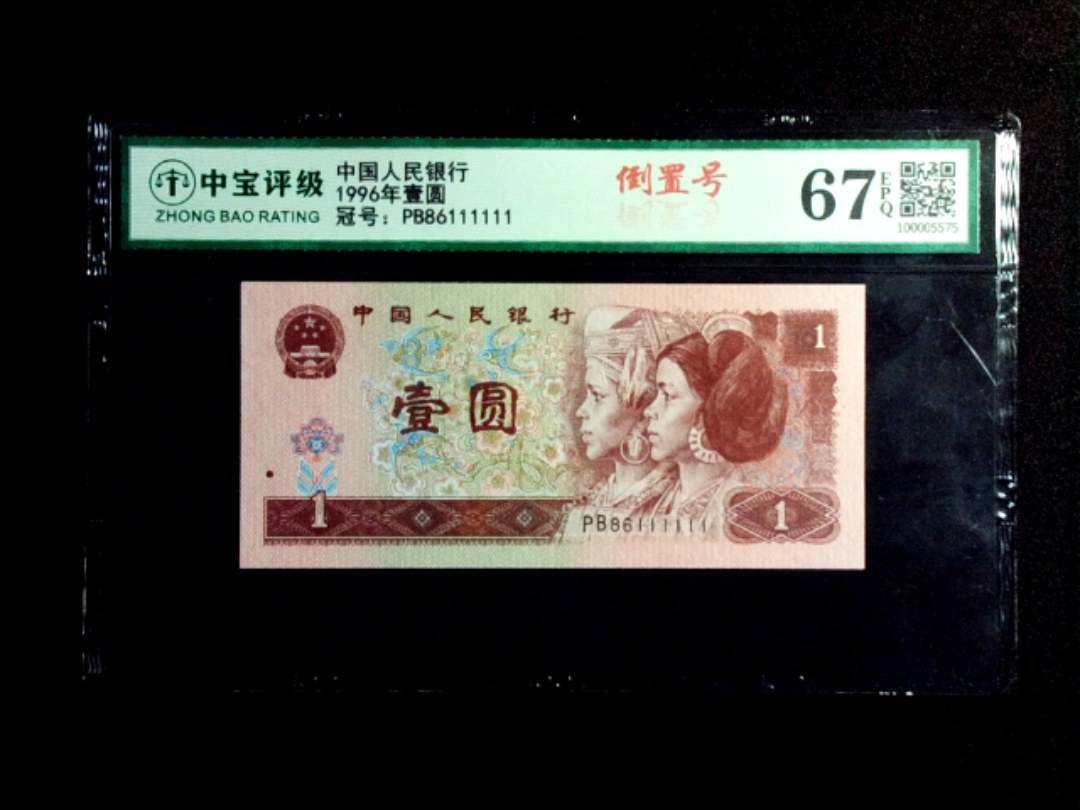 中宝评级
ZHONG BAO RATING
中国人民银行
1996年壹圆
冠号：PB86111111
倒置号
67
EPQ
100005575
中国人民银行
1
壹圆
1
PB86111111
1